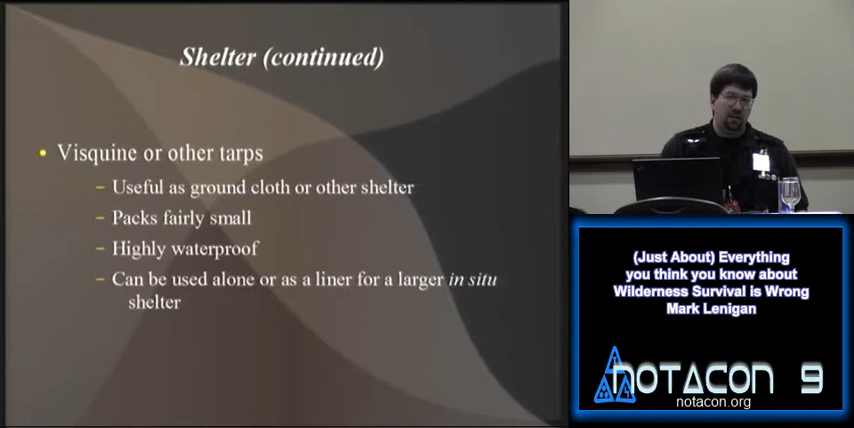 Shelter (continued)
• Visquine or other tarps
– Useful as ground cloth or other shelter
– Packs fairly small
– Highly waterproof
– Can be used alone or as a liner for a larger in situ
shelter
(Just About) Everything
you think you know about
Wilderness Survival is Wrong
Mark Lenigan
NOTACON 9
notacon.org